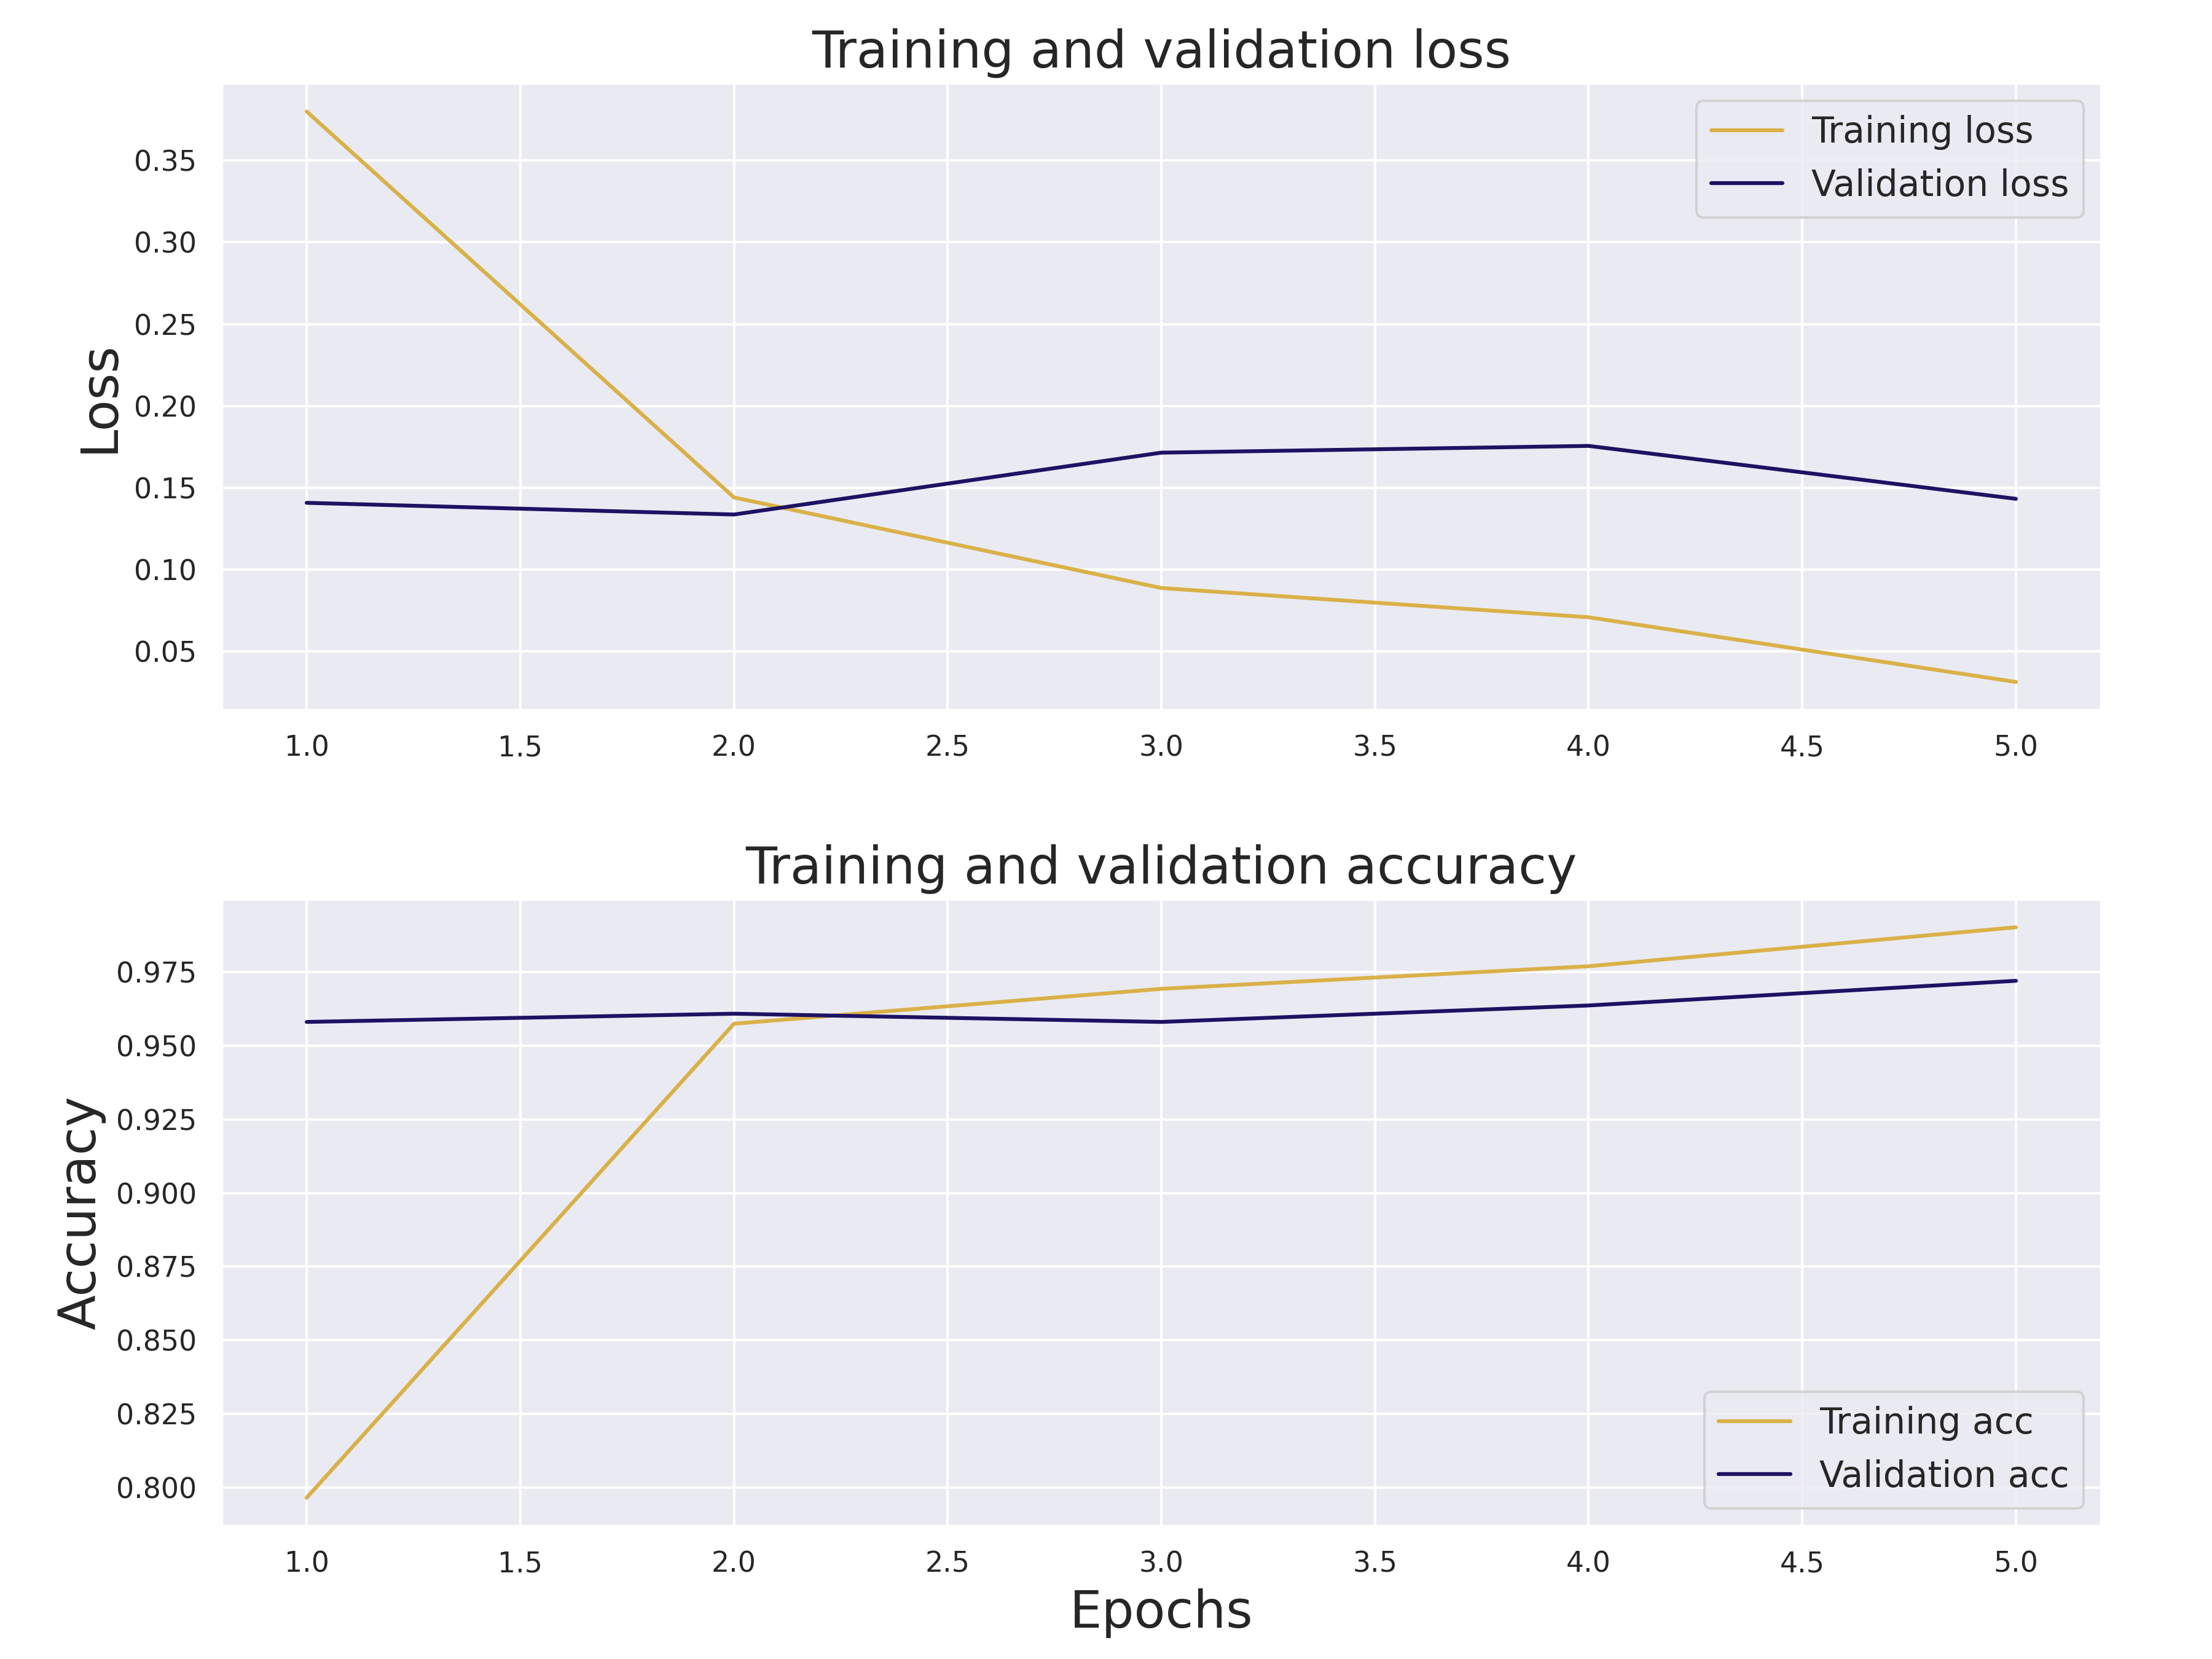 Training and validation loss
Training loss
Validation loss
Loss
0.35
0.30
0.25
0.20
0.15
0.10
0.05
1.0 1.5 2.0 2.5 3.0 3.5 4.0 4.5 5.0
Training and validation accuracy
Accuracy
0.975
0.950
0.925
0.900
0.875
0.850
0.825
0.800
Training acc
Validation acc
1.0 1.5 2.0 2.5 3.0 3.5 4.0 4.5 5.0
Epochs